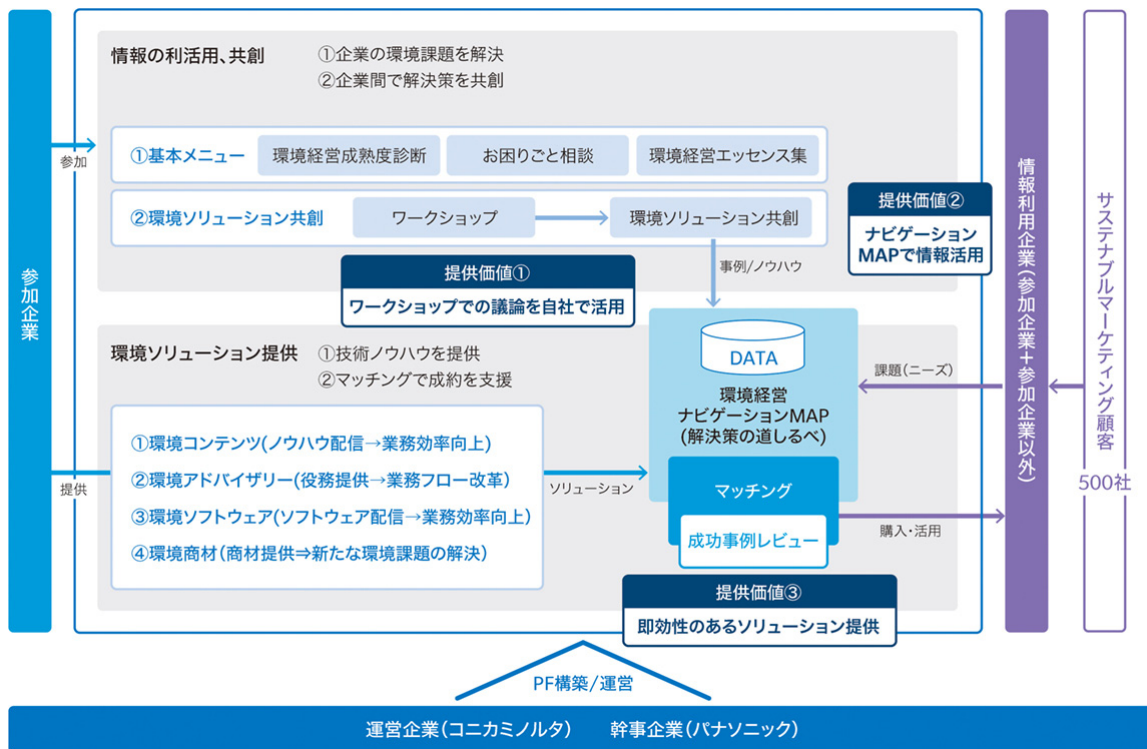 参加企業
参加
提供
情報の利活用、共創
①企業の環境課題を解決
②企業間で解決策を共創
①基本メニュー
環境経営成熟度診断
お困りごと相談
環境経営エッセンス集
②環境ソリューション共創
ワークショップ
環境ソリューション共創
事例/ノウハウ
提供価値①
ワークショップでの議論を自社で活用
提供価値②
ナビゲーション
MAPで情報活用
環境ソリューション提供
①技術ノウハウを提供
②マッチングで成約を支援
①環境コンテンツ(ノウハウ配信→業務効率向上)
②環境アドバイザリー(役務提供→業務フロー改革)
③環境ソフトウェア(ソフトウェア配信→業務効率向上)
④環境商材(商材提供⇒新たな環境課題の解決)
ソリューション
DATA
環境経営
ナビゲーションMAP
(解決策の道しるべ)
マッチング
成功事例レビュー
提供価値③
即効性のあるソリューション提供
課題(ニーズ)
購入・活用
情報利用企業(参加企業+参加企業以外)
サステナブルマーケティング顧客
500社
PF構築/運営
運営企業(コニカミノルタ)　幹事企業(パナソニック)